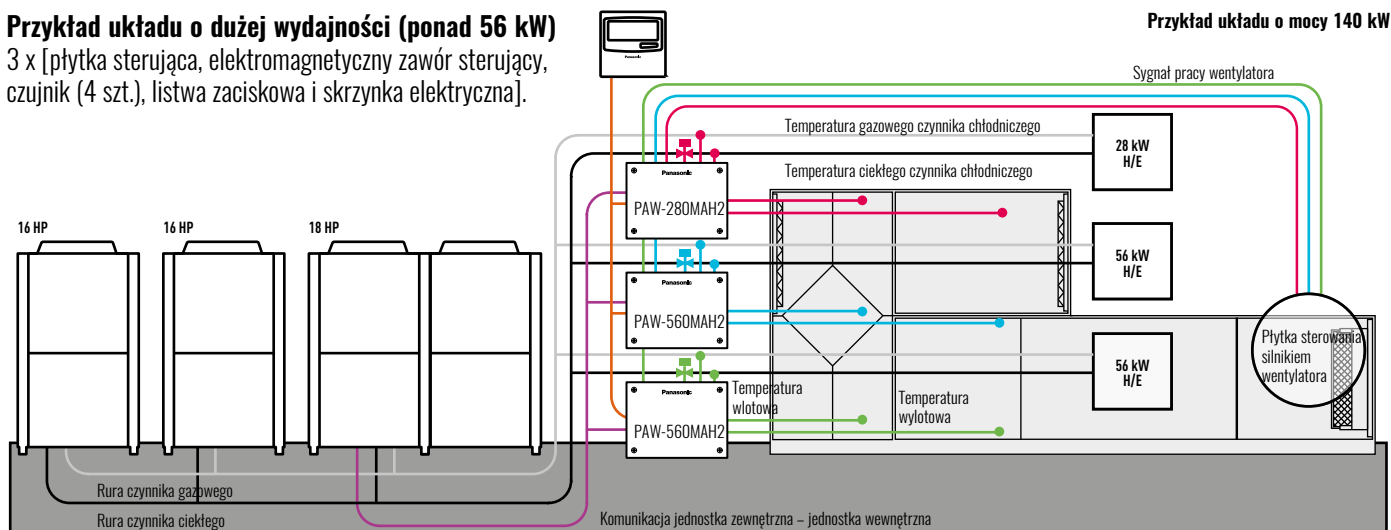 Przykład układu o dużej wydajności (ponad 56 kW)
3 x [płytka sterująca, elektromagnetyczny zawór sterujący,
czujnik (4 szt.), listwa zaciskowa i skrzynka elektryczna].
Panasonic
Przykład układu o mocy 140 kW
Sygnał pracy wentylatora
Temperatura gazowego czynnika chłodniczego
28 kW
H/E
Panasonic
PAW-280MAH2
Temperatura ciekłego czynnika chłodniczego
16 HP
16 HP
18 HP
56 kW
H/E
Panasonic
PAW-560MAH2
Płytka sterowania
silnikiem
wentylatora
56 kW
H/E
Panasonic
PAW-560MAH2
Temperatura
wlotowa
Temperatura
wylotowa
Rura czynnika gazowego
Rura czynnika ciekłego
Komunikacja jednostka zewnętrzna – jednostka wewnętrzna